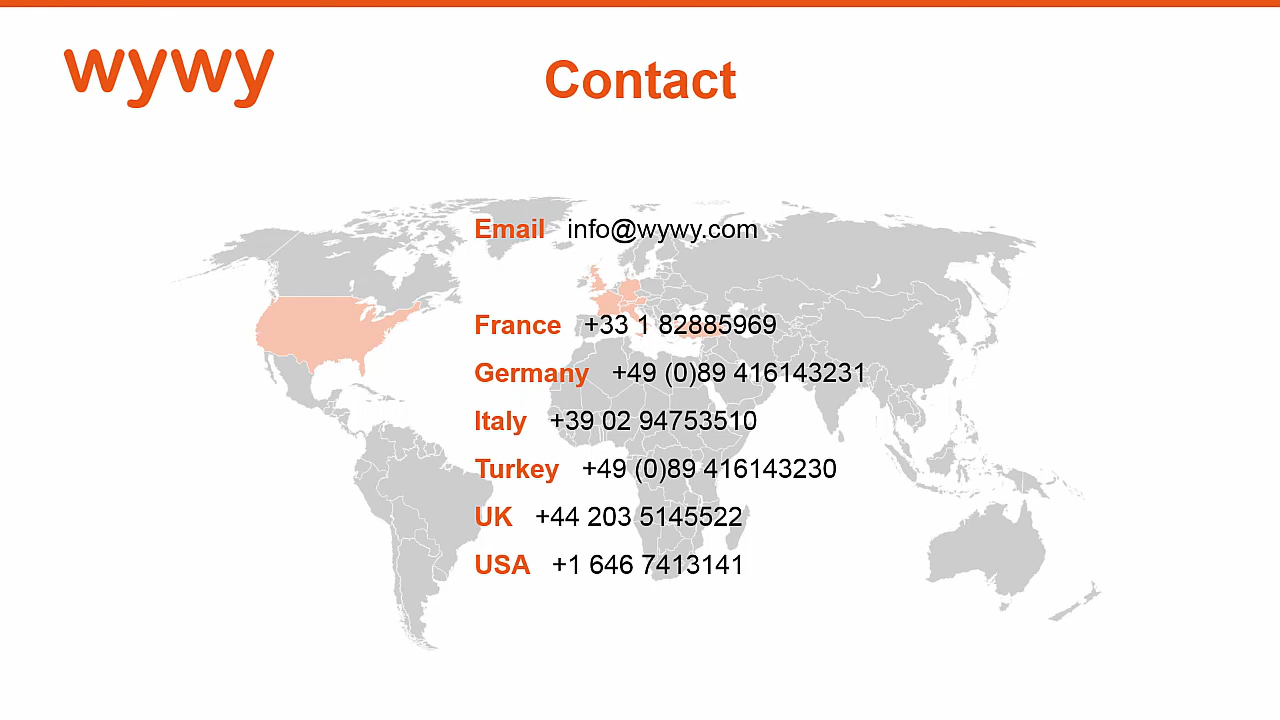 wywy
Contact
Email info@wywy.com
France +33 1 82885969
Germany +49 (0)89 416143231
Italy +39 02 94753510
Turkey +49 (0)89 416143230
UK +44 203 5145522
USA +1 646 7413141